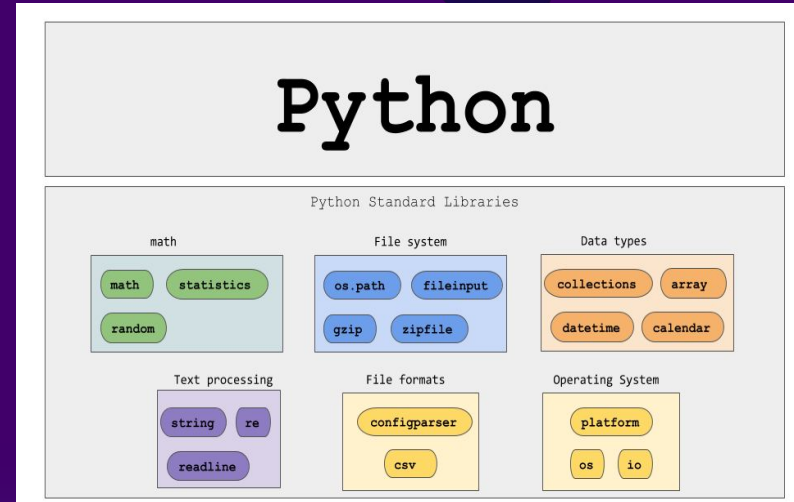 Python
Python Standard Libraries
math
math statistics
random
File system
os.path fileinput
gzip zipfile
Data types
collections array
datetime calendar
Text processing
string re
readline
File formats
configparser
csv
Operating System
platform
os io